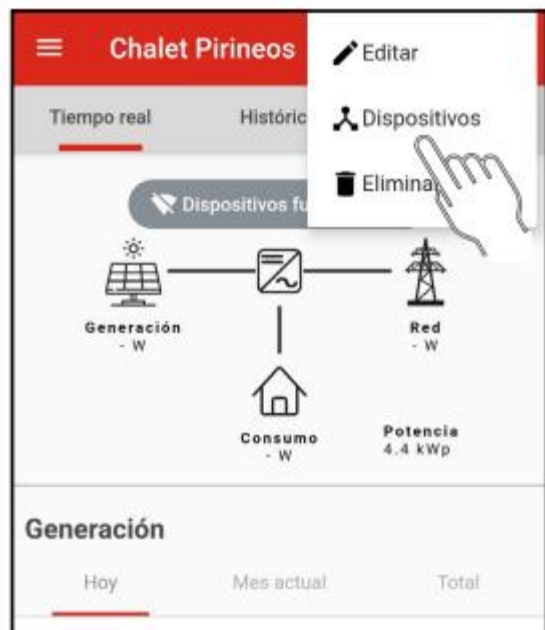 Chalet Pirineos
Editar
Tiempo real
Históric
Dispositivos
Elimina
Dispositivos fu
Generación
- W
Red
- W
Consumo
- W
Potencia
4.4 kWp
Generación
Hoy
Mes actual
Total